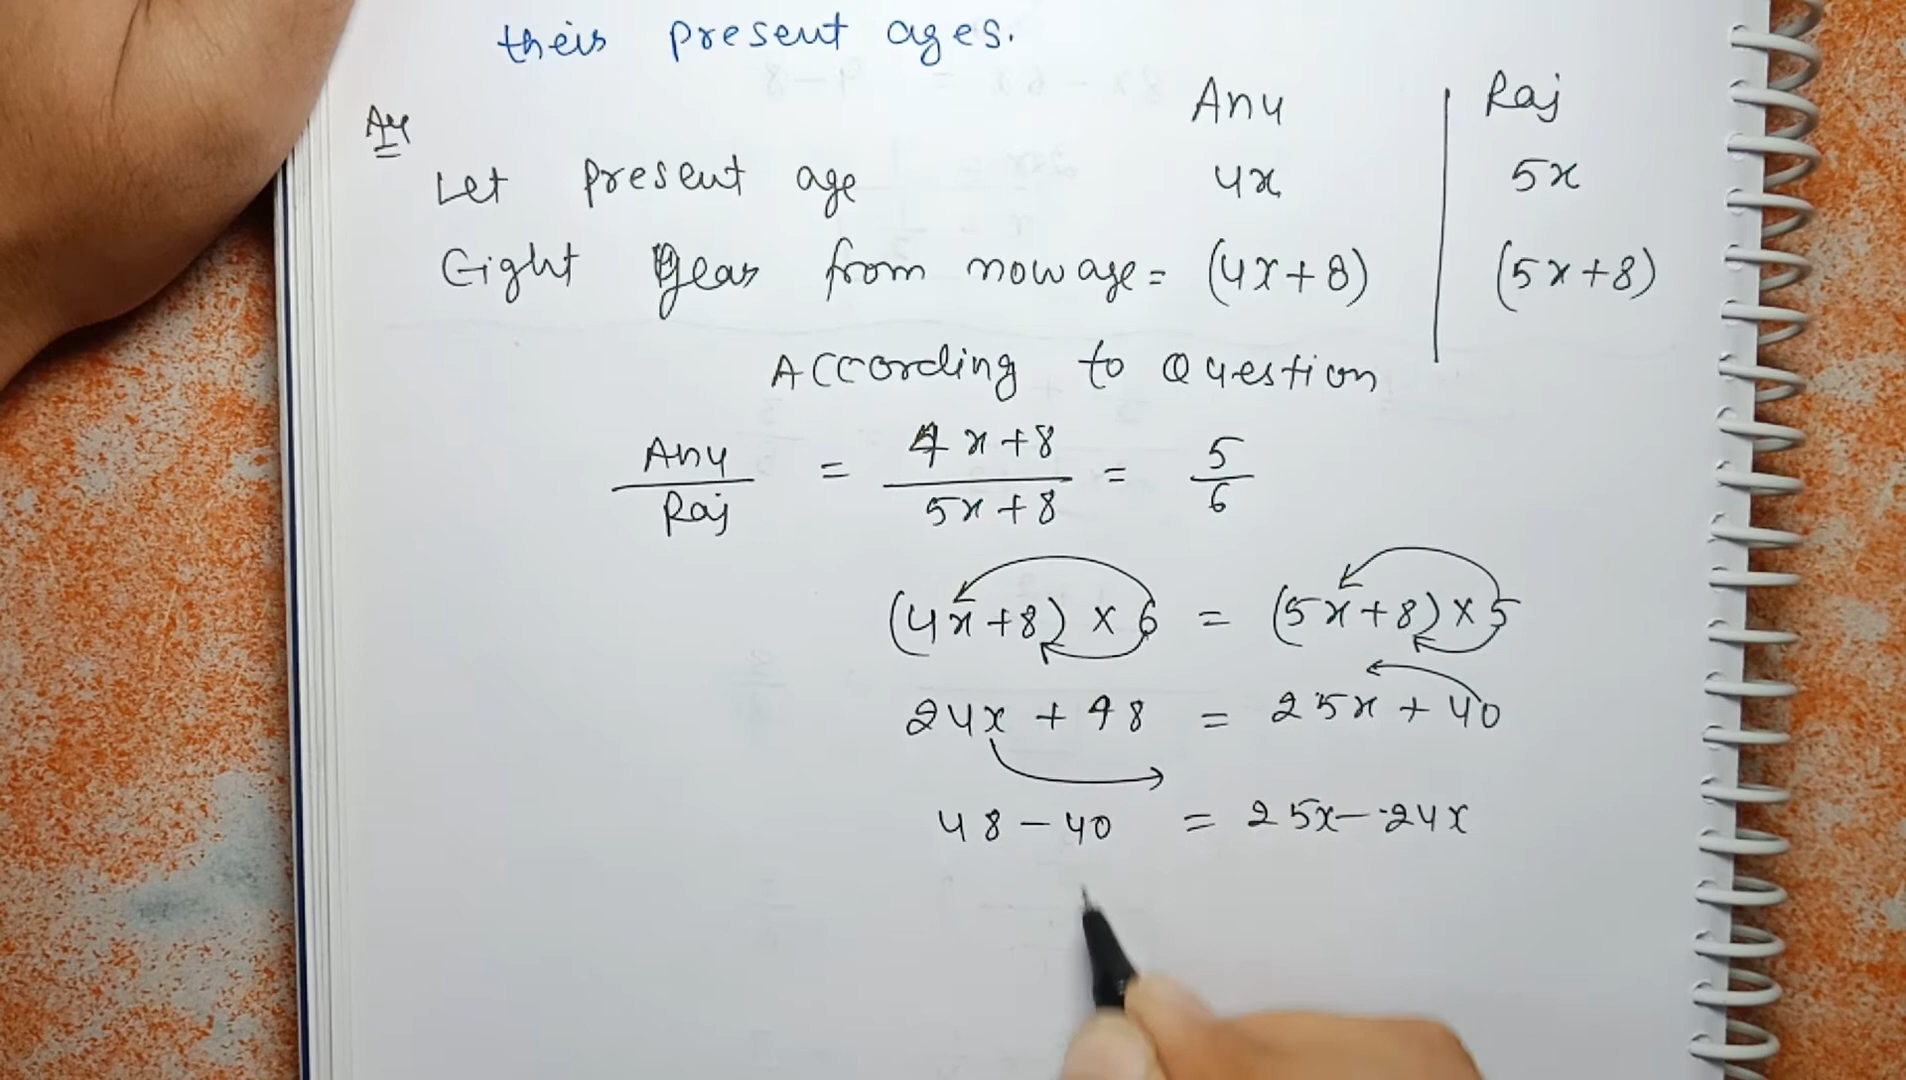 their present ages.
Anu Raj
Ans
Let present age 4x 5x
Eight year from now age = (4x+8) (5x+8)
According to Question
Anu/Raj = 4x+8/5x+8 = 5/6
(4x+8) × 6 = (5x+8) × 5
24x + 48 = 25x + 40
48 - 40 = 25x - 24x